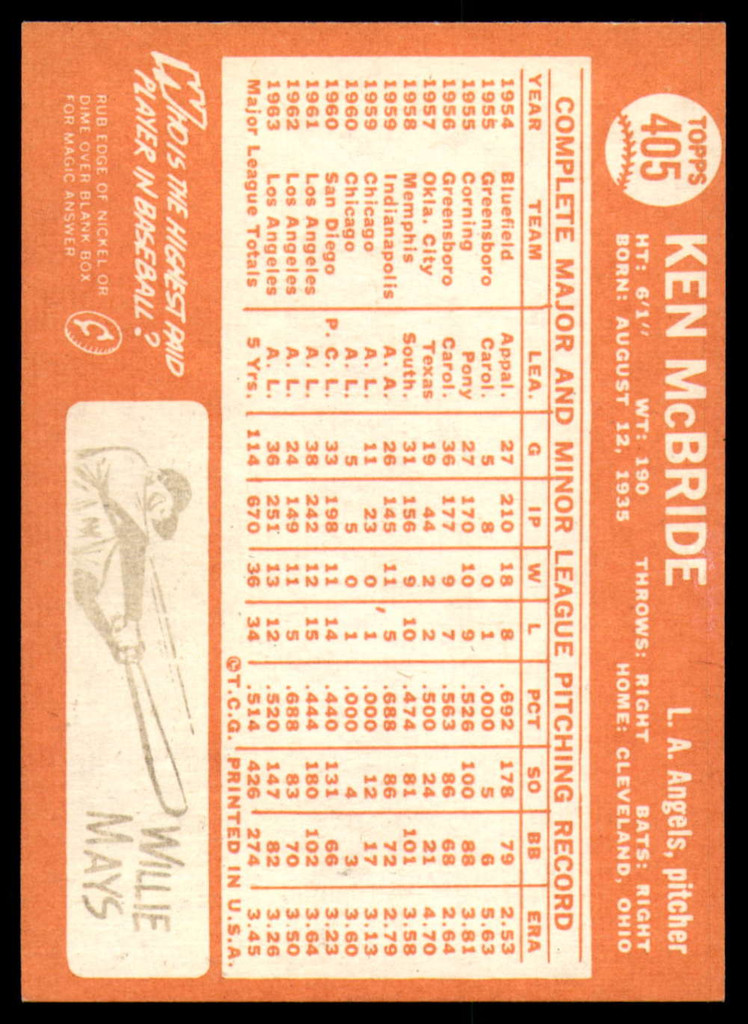 TOPPS
405
KEN McBRIDE
L. A. Angels, pitcher
HT: 6'1" WT: 190 THROWS: RIGHT BATS: RIGHT
BORN: AUGUST 12, 1935 HOME: CLEVELAND, OHIO
COMPLETE MAJOR AND MINOR LEAGUE PITCHING RECORD
YEAR TEAM LEA. G IP W L PCT SO BB ERA
1954 Bluefield Appal. 27 210 18 8 .692 178 79 2.53
1955 Greensboro Carol. 5 8 0 1 .000 5 6 5.63
1955 Corning Pony 27 170 10 9 .526 100 88 3.81
1956 Greensboro Carol. 36 177 9 7 .563 86 68 2.64
1957 Okla. City Texas 19 44 2 2 .500 24 21 4.70
1958 Memphis South. 31 156 9 10 .474 81 101 3.58
1959 Indianapolis A. A. 26 145 11 5 .688 86 72 2.79
1959 Chicago A. L. 11 23 0 1 .000 12 17 3.13
1960 Chicago A. L. 5 5 0 1 .000 4 3 3.60
1960 San Diego P. C. L. 33 198 11 14 .440 131 66 3.23
1961 Los Angeles A. L. 38 242 12 15 .444 180 102 3.64
1962 Los Angeles A. L. 24 149 11 5 .688 83 70 3.50
1963 Los Angeles A. L. 36 251 13 12 .520 147 82 3.26
Major League Totals 5 Yrs. 114 670 36 34 .514 426 274 3.45
© T.C.G. PRINTED IN U.S.A.
WHO IS THE HIGHEST PAID
PLAYER IN BASEBALL?
RUB EDGE OF NICKEL OR
DIME OVER BLANK BOX
FOR MAGIC ANSWER
WILLIE
MAYS